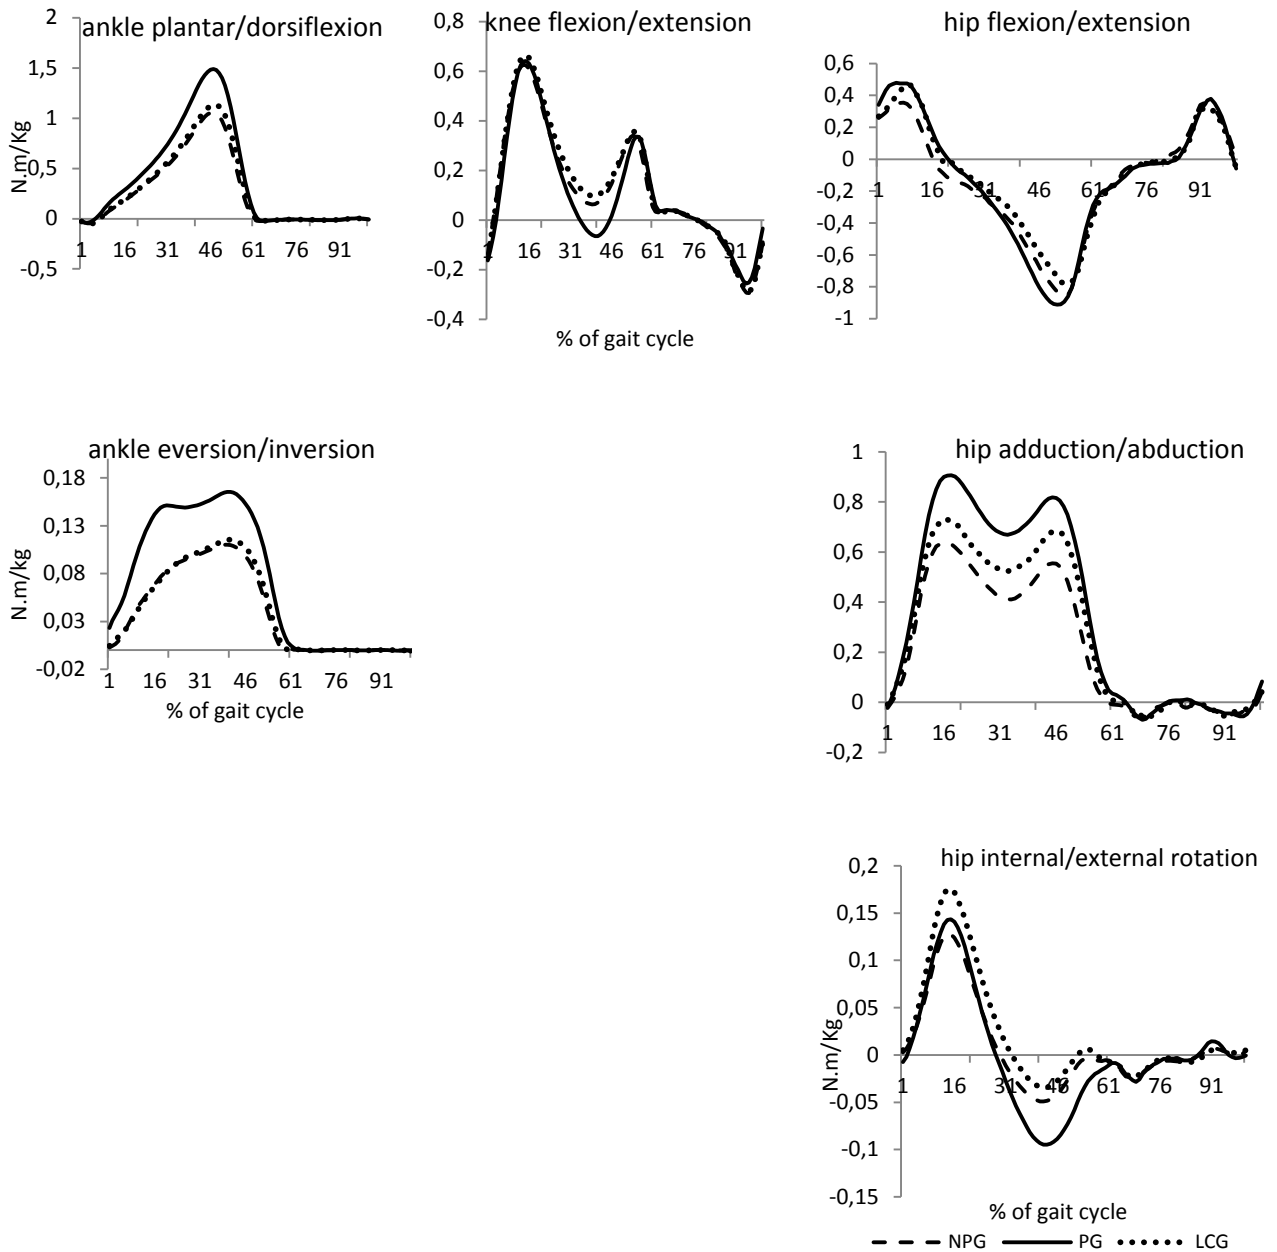 ankle plantar/dorsiflexion
2
1,5
1
0,5
0
-0,5
N.m/Kg
1 16 31 46 61 76 91
knee flexion/extension
0,8
0,6
0,4
0,2
0
-0,2
-0,4
1 16 31 46 61 76 91
% of gait cycle
hip flexion/extension
0,6
0,4
0,2
0
-0,2
-0,4
-0,6
-0,8
-1
1 16 31 46 61 76 91
ankle eversion/inversion
0,18
0,13
0,08
0,03
-0,02
N.m/kg
1 16 31 46 61 76 91
% of gait cycle
hip adduction/abduction
1
0,8
0,6
0,4
0,2
0
-0,2
1 16 31 46 61 76 91
hip internal/external rotation
0,2
0,15
0,1
0,05
0
-0,05
-0,1
-0,15
N.m/Kg
1 16 31 46 61 76 91
% of gait cycle
NPG PG LCG